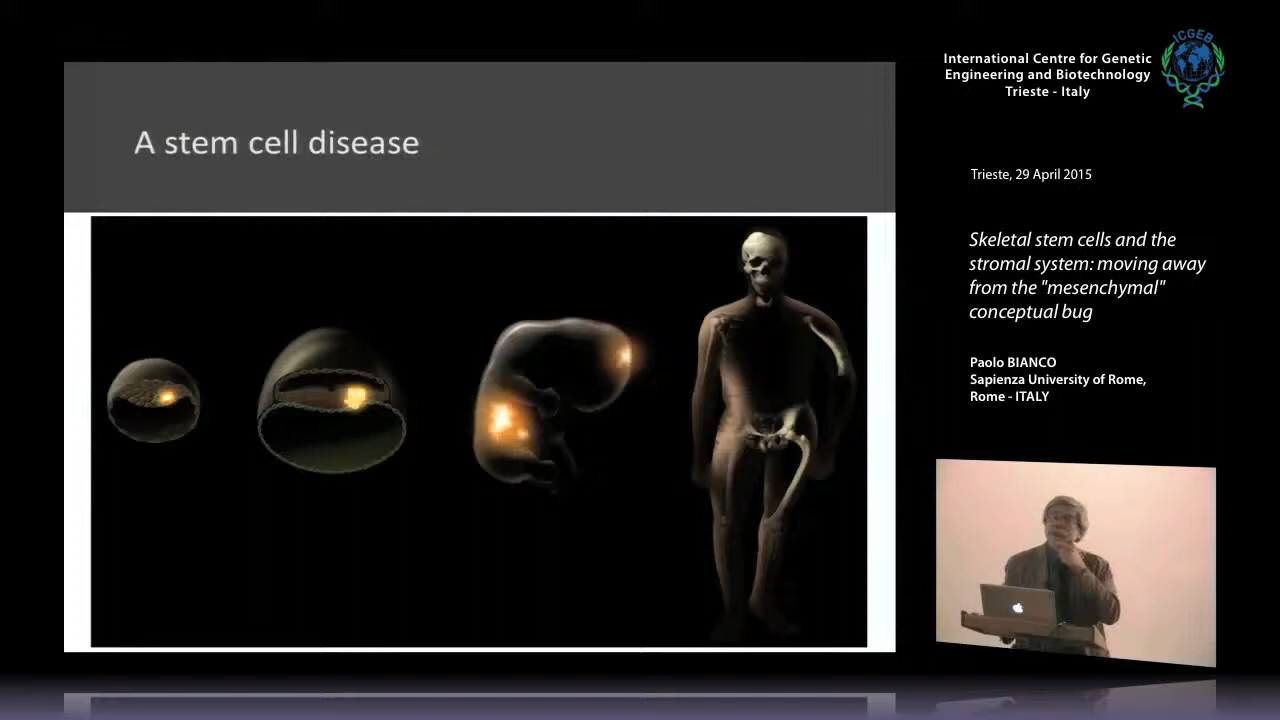 A stem cell disease
International Centre for Genetic
Engineering and Biotechnology
Trieste - Italy
ICGEB
Trieste, 29 April 2015
Skeletal stem cells and the
stromal system: moving away
from the "mesenchymal"
conceptual bug
Paolo BIANCO
Sapienza University of Rome,
Rome - ITALY